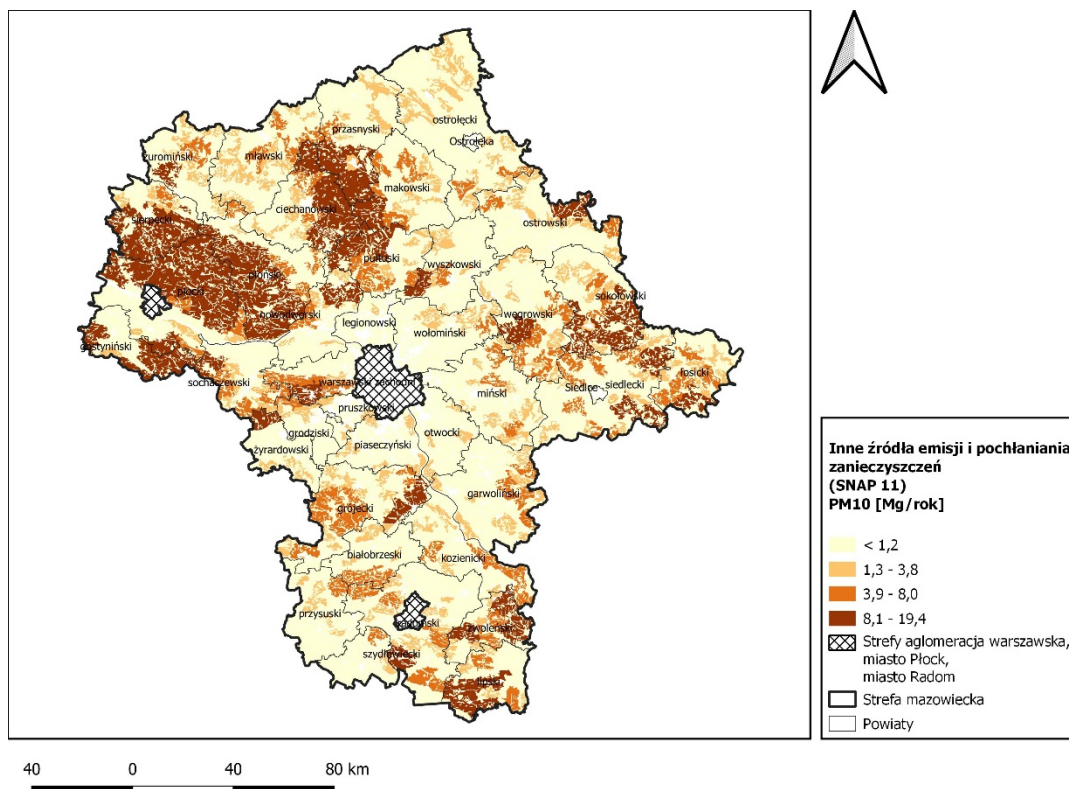 ostrołęcki
Ostrołęka
przasnyski
żuromiński
mławski
makowski
ciechanowski
ostrowski
sierpecki
pułtuski
wyszkowski
płoński
płocki
sokołowski
nowodworski
węgrowski
legionowski
wołomiński
gostyniński
łosicki
sochaczewski
warszawski zachodni
Siedlce
siedlecki
miński
pruszkowski
grodziski
otwocki
żyrardowski
piaseczyński
garwoliński
grójecki
białobrzeski
kozienicki
przysuski
zwoleński
szydłowiecki
lipski
Inne źródła emisji i pochłaniania
zanieczyszczeń
(SNAP 11)
PM10 [Mg/rok]
< 1,2
1,3 - 3,8
3,9 - 8,0
8,1 - 19,4
Strefy aglomeracja warszawska,
miasto Płock,
miasto Radom
Strefa mazowiecka
Powiaty
40 0 40 80 km